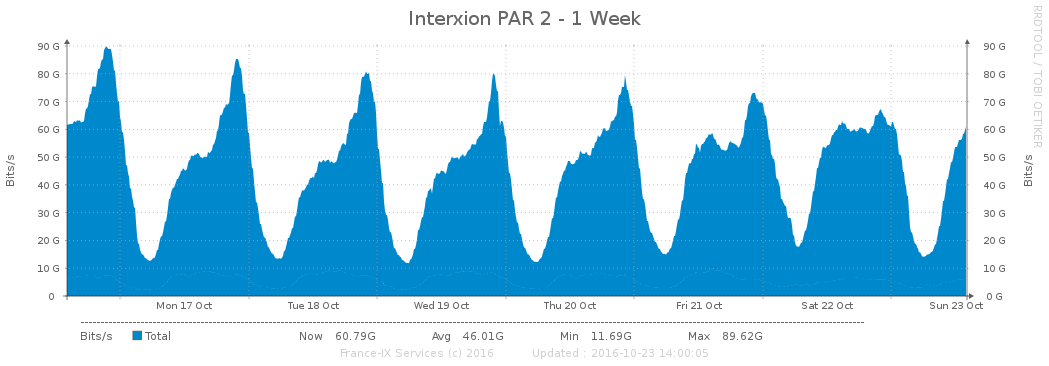 Interxion PAR 2 - 1 Week
RRDTOOL / TOBI OETIKER
Bits/s
90 G
80 G
70 G
60 G
50 G
40 G
30 G
20 G
10 G
0
90 G
80 G
70 G
60 G
50 G
40 G
30 G
20 G
10 G
0 G
Bits/s
Mon 17 Oct Tue 18 Oct Wed 19 Oct Thu 20 Oct Fri 21 Oct Sat 22 Oct Sun 23 Oct
Bits/s Total Now 60.79G Avg 46.01G Min 11.69G Max 89.62G
France-IX Services (c) 2016 Updated : 2016-10-23 14:00:05